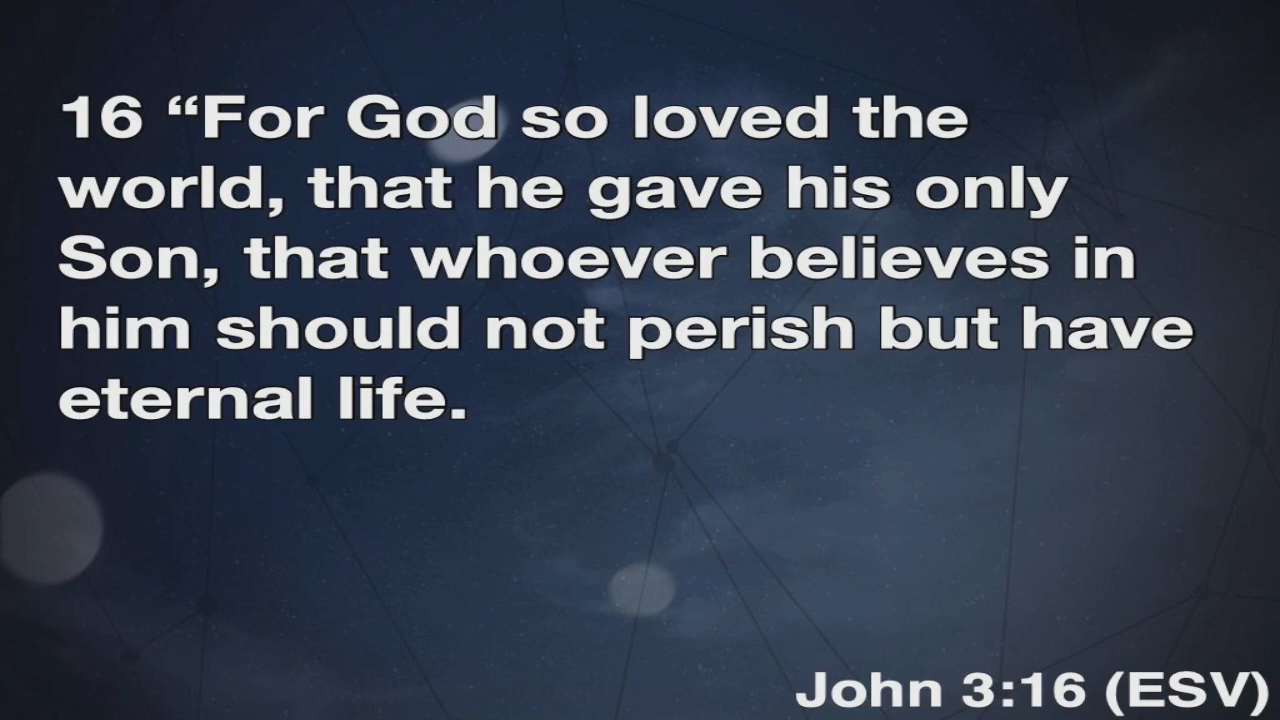 16 “For God so loved the
world, that he gave his only
Son, that whoever believes in
him should not perish but have
eternal life.
John 3:16 (ESV)